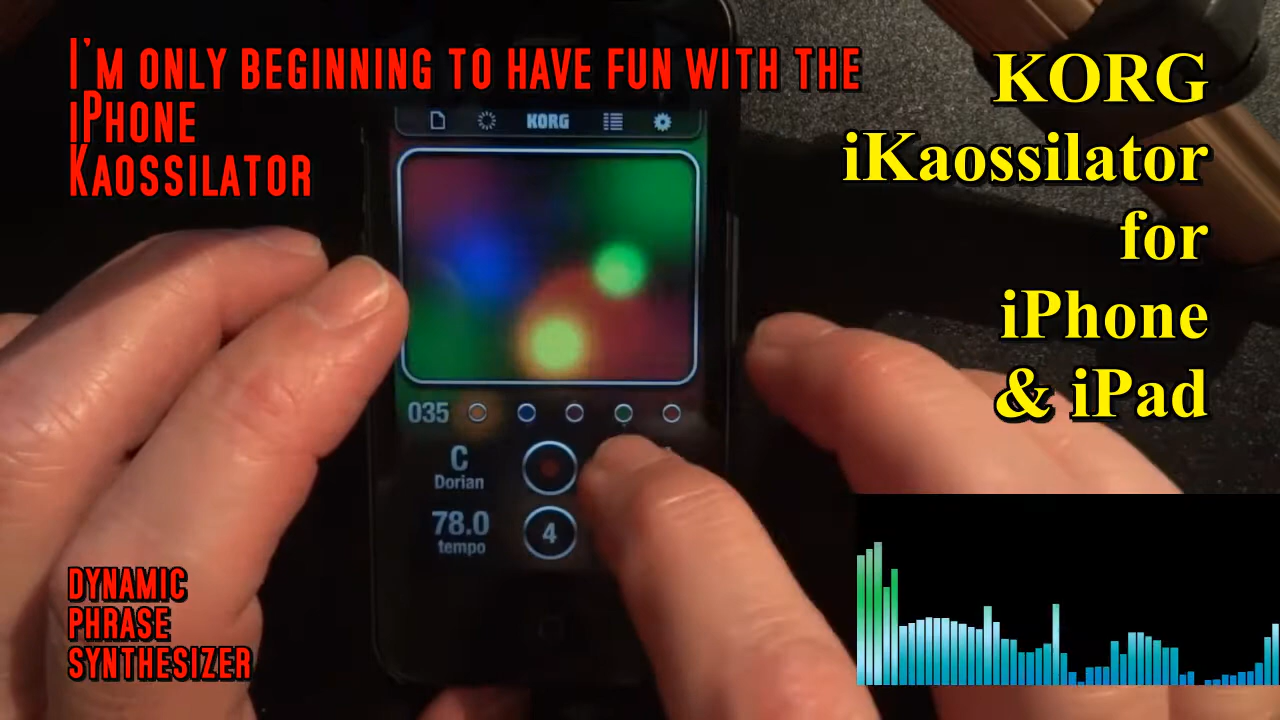 I'm only beginning to have fun with the
iPhone
Kaossilator
KORG
iKaossilator
for
iPhone
& iPad
KORG
035
C
Dorian
78.0
tempo
4
DYNAMIC
PHRASE
SYNTHESIZER